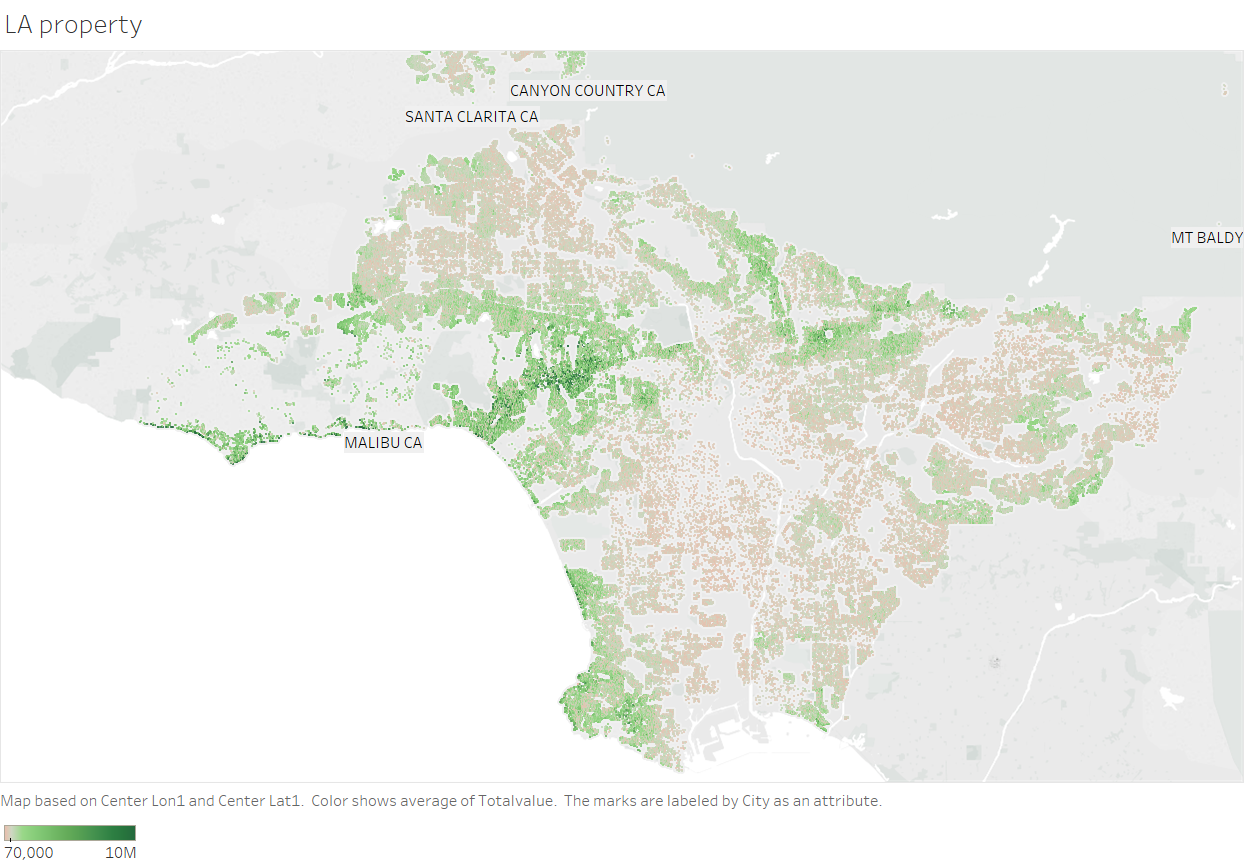 LA property
CANYON COUNTRY CA
SANTA CLARITA CA
MT BALDY
MALIBU CA
Map based on Center Lon1 and Center Lat1.  Color shows average of Totalvalue.  The marks are labeled by City as an attribute.
70,000 10M